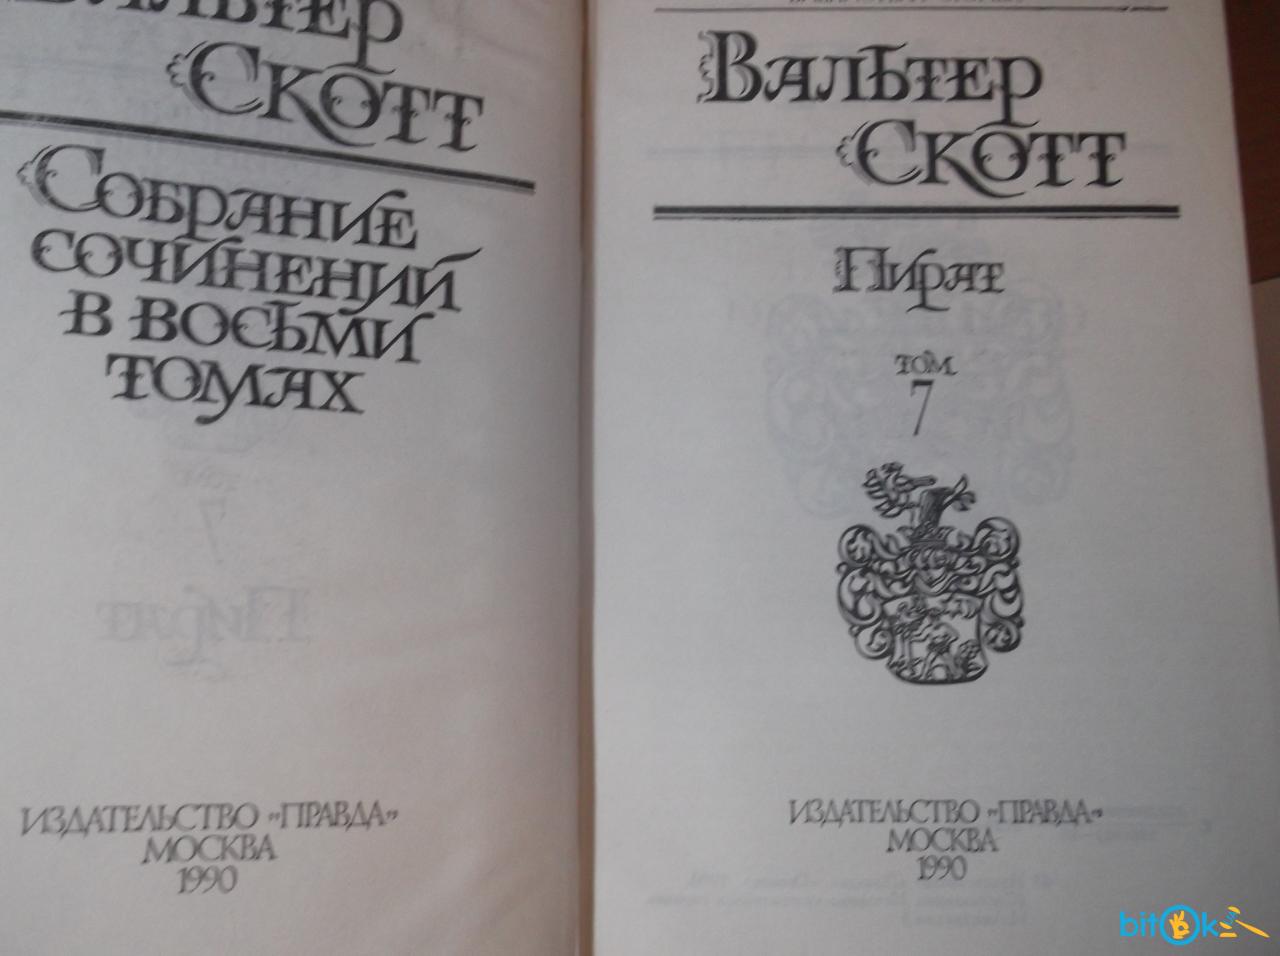 Вальтер
Скотт
Собрание
сочинений
в восьми
томах
ИЗДАТЕЛЬСТВО "ПРАВДА"
МОСКВА
1990
Вальтер
Скотт
Пират
ТОМ
7
ИЗДАТЕЛЬСТВО "ПРАВДА"
МОСКВА
1990
bitOk